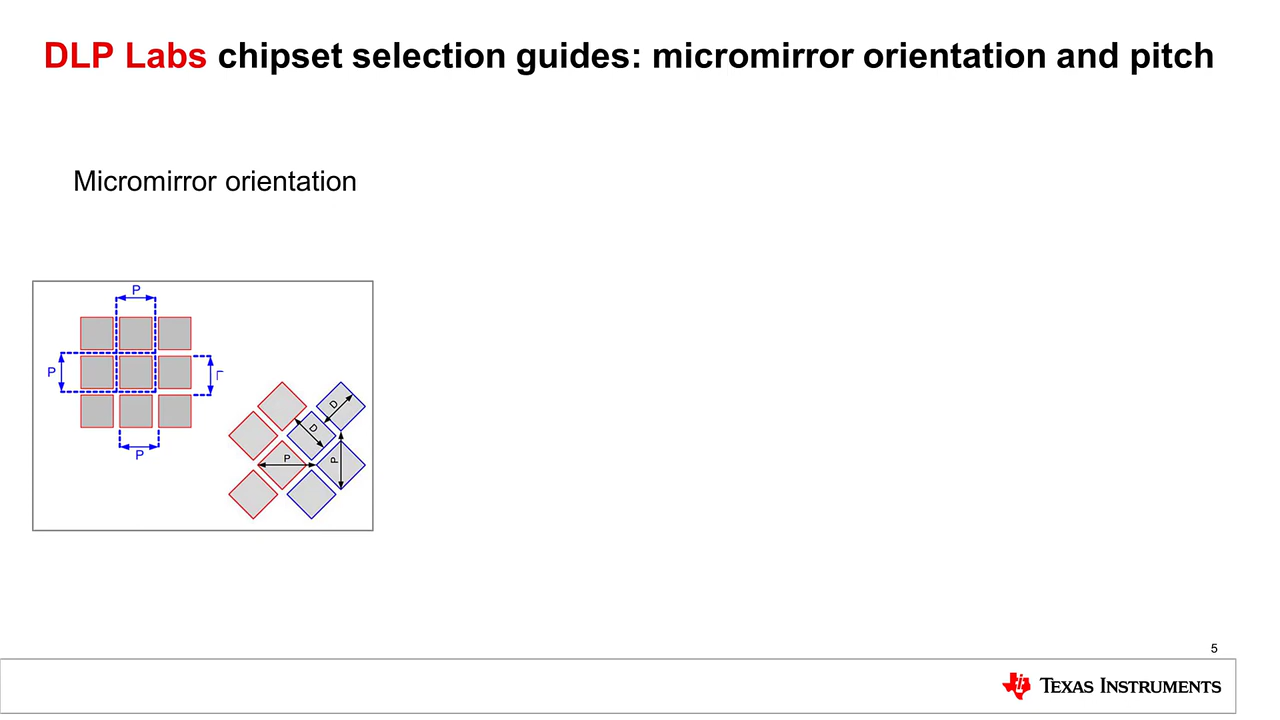 DLP Labs chipset selection guides: micromirror orientation and pitch
Micromirror orientation
P
P
P
D
D
P
P
5
TEXAS INSTRUMENTS